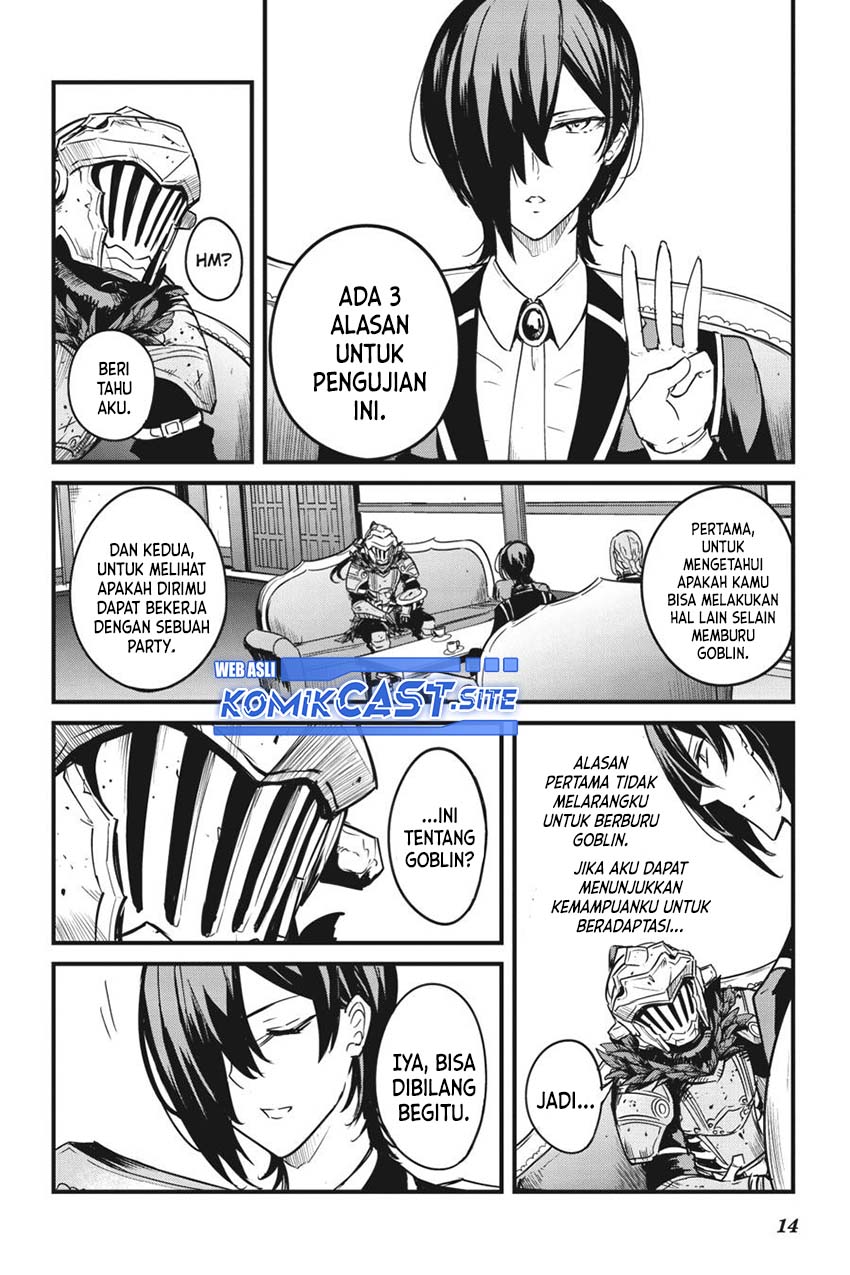 ADA 3
ALASAN
UNTUK
PENGUJIAN
INI.
HM?
BERI
TAHU
AKU.
PERTAMA,
UNTUK
MENGETAHUI
APAKAH KAMU
BISA MELAKUKAN
HAL LAIN SELAIN
MEMBURU
GOBLIN.
DAN KEDUA,
UNTUK MELIHAT
APAKAH DIRIMU
DAPAT BEKERJA
DENGAN SEBUAH
PARTY.
WEB ASLI
KOMIKCAST.SITE
ALASAN
PERTAMA TIDAK
MELARANGKU
UNTUK BERBURU
GOBLIN.
JIKA AKU DAPAT
MENUNJUKKAN
KEMAMPUANKU UNTUK
BERADAPTASI...
JADI...
...INI
TENTANG
GOBLIN?
IYA, BISA
DIBILANG
BEGITU.
14